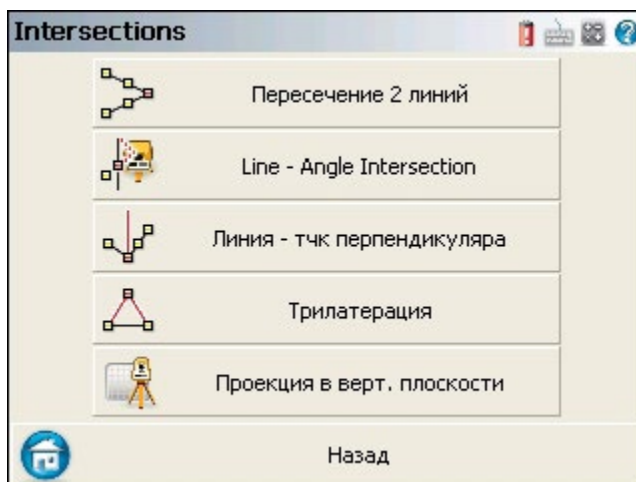 Intersections
Пересечение 2 линий
Line - Angle Intersection
Линия - тчк перпендикуляра
Трилатерация
Проекция в верт. плоскости
Назад